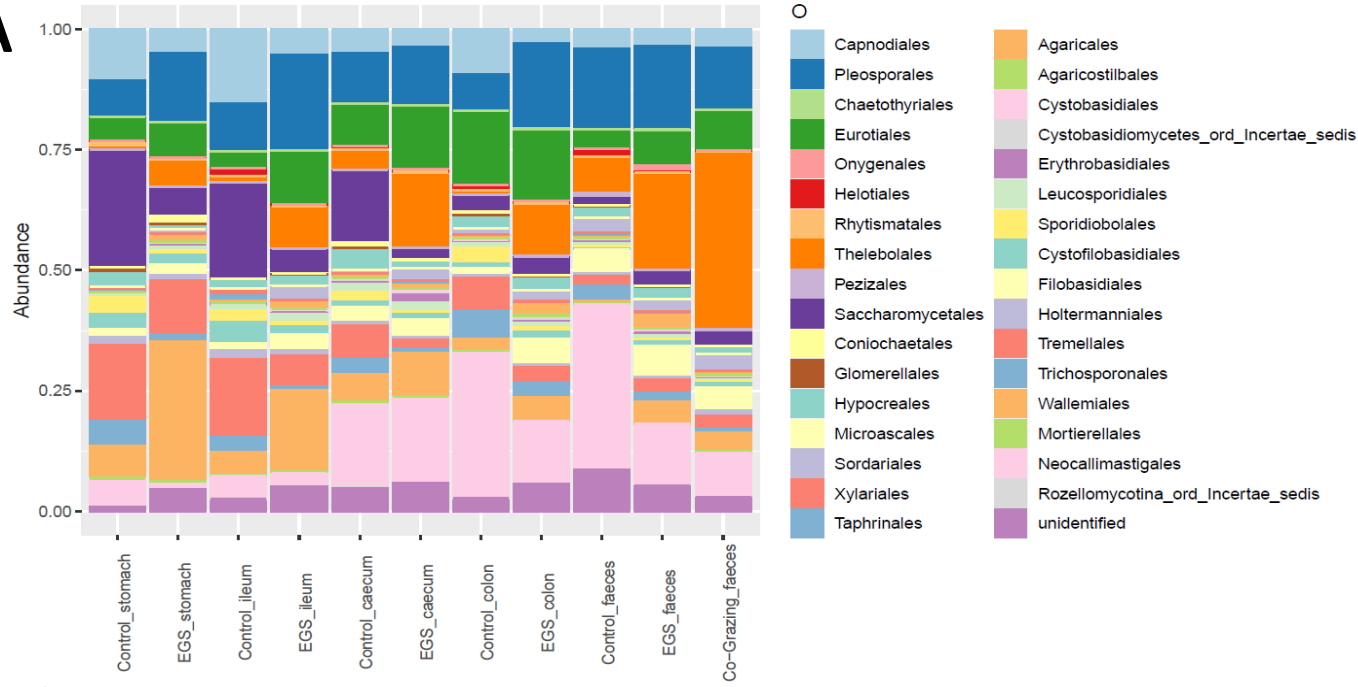 A
O
1.00
0.75
0.50
0.25
0.00
Abundance
Control_stomach
EGS_stomach
Control_ileum
EGS_ileum
Control_caecum
EGS_caecum
Control_colon
EGS_colon
Control_faeces
EGS_faeces
Co-Grazing_faeces
Capnodiales
Pleosporales
Chaetothyriales
Eurotiales
Onygenales
Helotiales
Rhytismatales
Thelebolales
Pezizales
Saccharomycetales
Coniochaetales
Glomerellales
Hypocreales
Microascales
Sordariales
Xylariales
Taphrinales
Agaricales
Agaricostilbales
Cystobasidiales
Cystobasidiomycetes_ord_Incertae_sedis
Erythrobasidiales
Leucosporidiales
Sporidiobolales
Cystofilobasidiales
Filobasidiales
Holtermanniales
Tremellales
Trichosporonales
Wallemiales
Mortierellales
Neocallimastigales
Rozellomycotina_ord_Incertae_sedis
unidentified